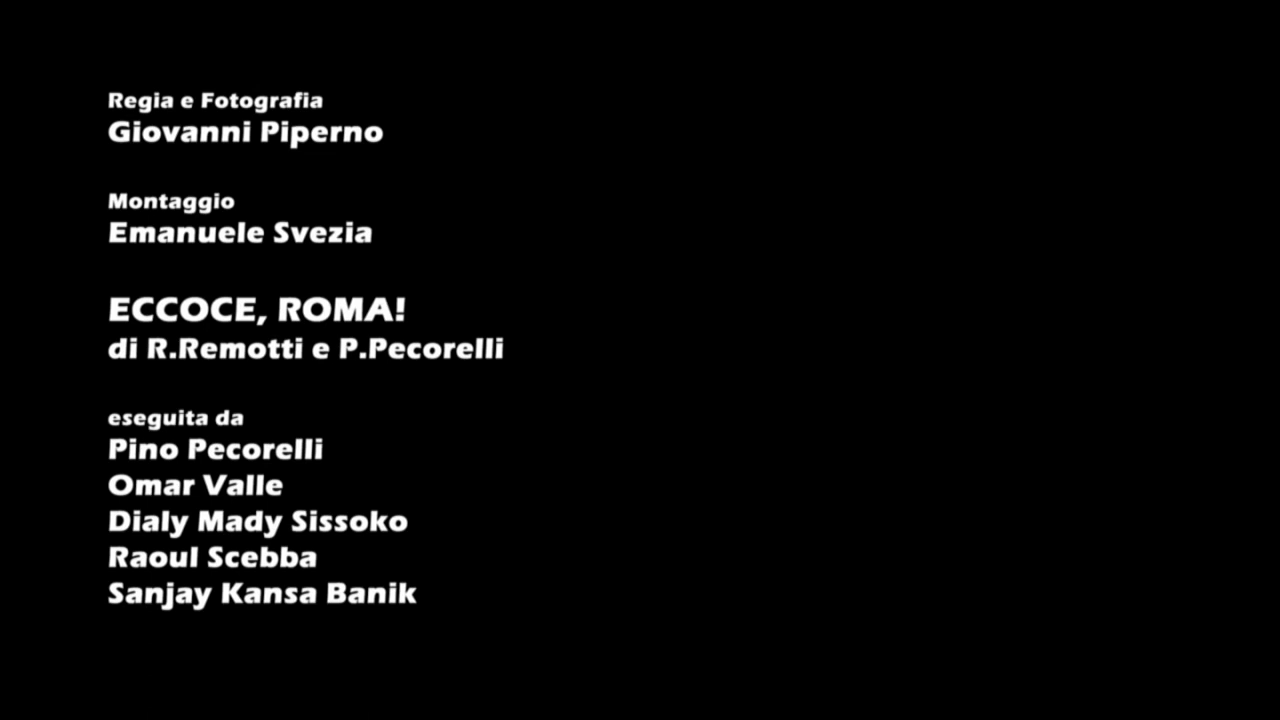 Regia e Fotografia
Giovanni Piperno
Montaggio
Emanuele Svezia
ECCOCE, ROMA!
di R.Remotti e P.Pecorelli
eseguita da
Pino Pecorelli
Omar Valle
Dialy Mady Sissoko
Raoul Scebba
Sanjay Kansa Banik